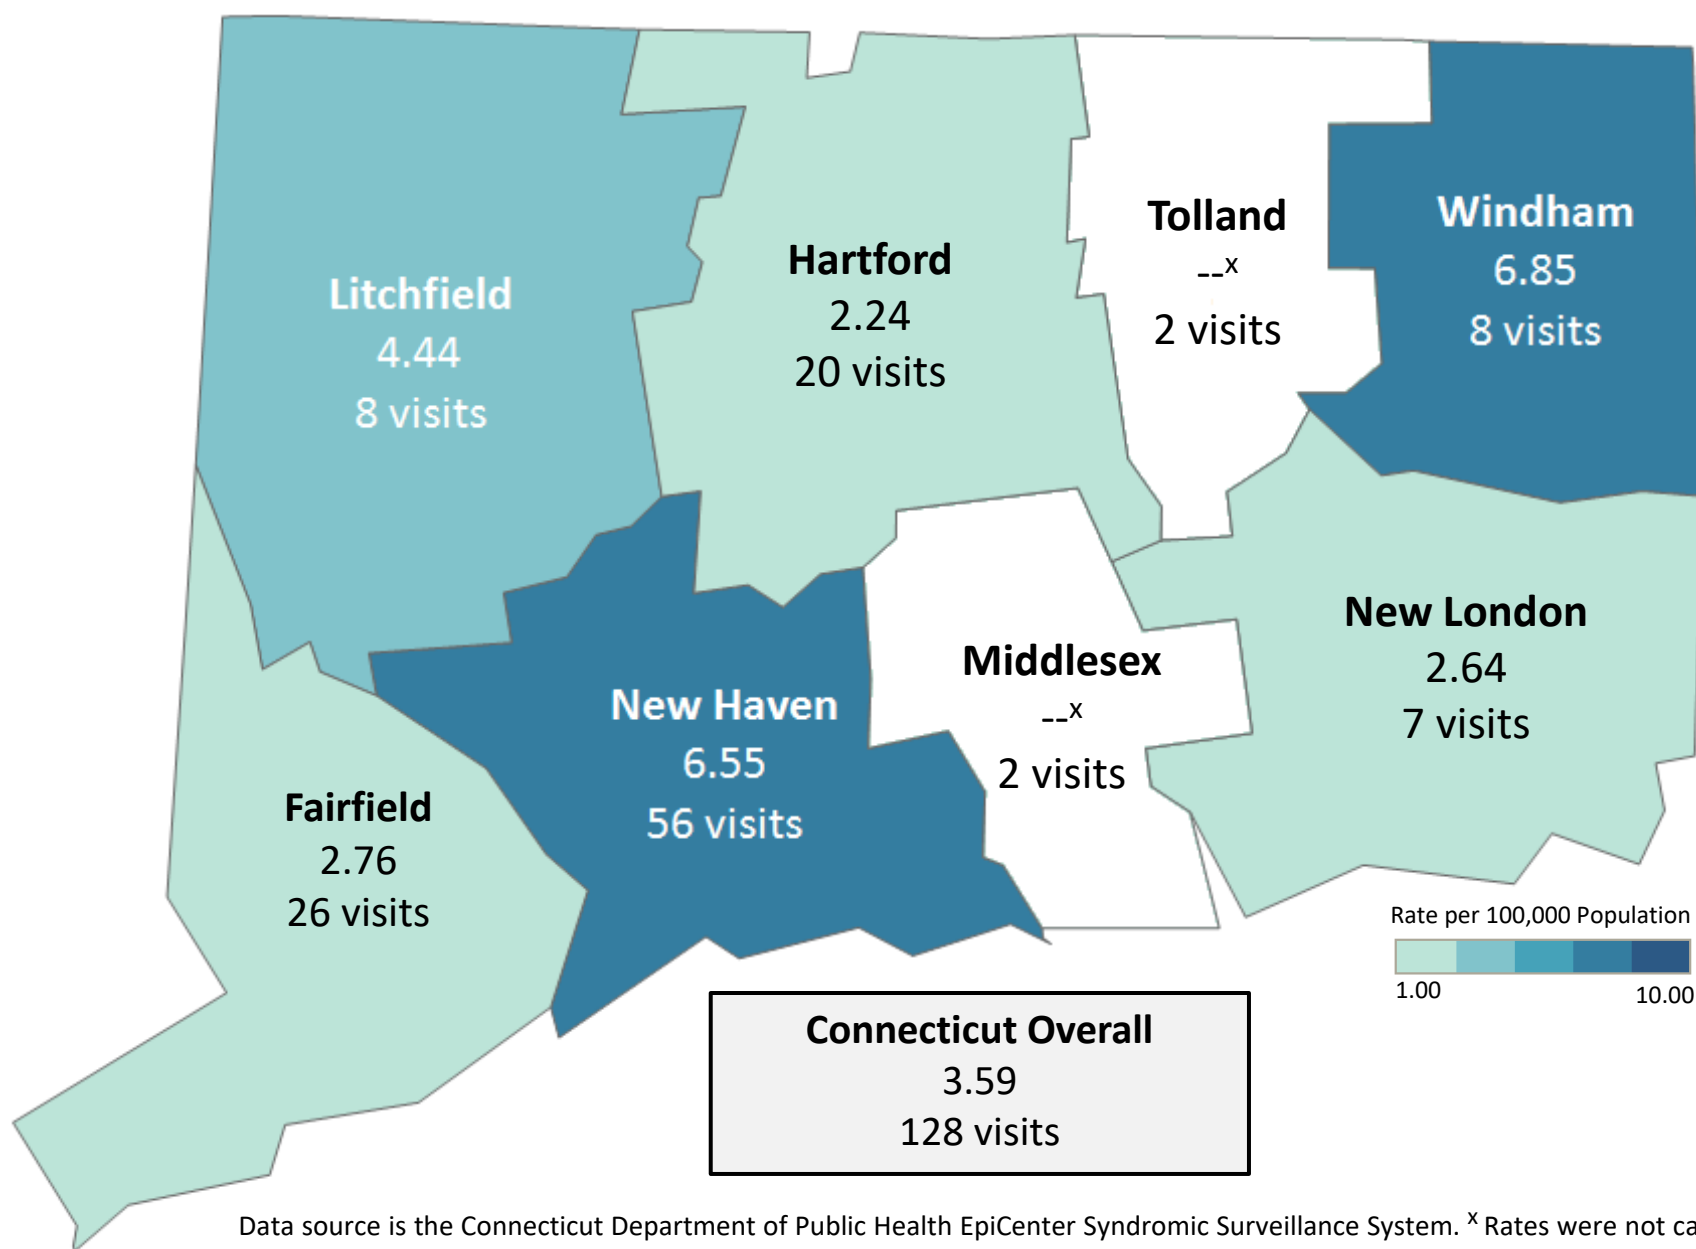 Litchfield
4.44
8 visits
Hartford
2.24
20 visits
Tolland
--ˣ
2 visits
Windham
6.85
8 visits
Fairfield
2.76
26 visits
New Haven
6.55
56 visits
Middlesex
--ˣ
2 visits
New London
2.64
7 visits
Rate per 100,000 Population
1.00 10.00
Connecticut Overall
3.59
128 visits
Data source is the Connecticut Department of Public Health EpiCenter Syndromic Surveillance System. ˣ Rates were not